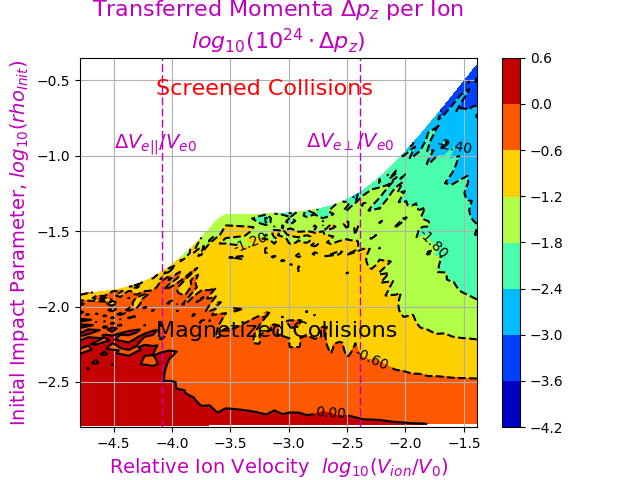 Transferred Momenta Δp_z per Ion
log_10(10^24 · Δp_z)
Screened Collisions
ΔV_e||/V_e0
ΔV_e⊥/V_e0
Magnetized Collisions
-2.40
-1.20
-1.80
-0.60
0.00
Initial Impact Parameter, log_10(rho_Init)
−0.5
−1.0
−1.5
−2.0
−2.5
−4.5 −4.0 −3.5 −3.0 −2.5 −2.0 −1.5
Relative Ion Velocity log_10(V_ion/V_0)
0.6
0.0
−0.6
−1.2
−1.8
−2.4
−3.0
−3.6
−4.2